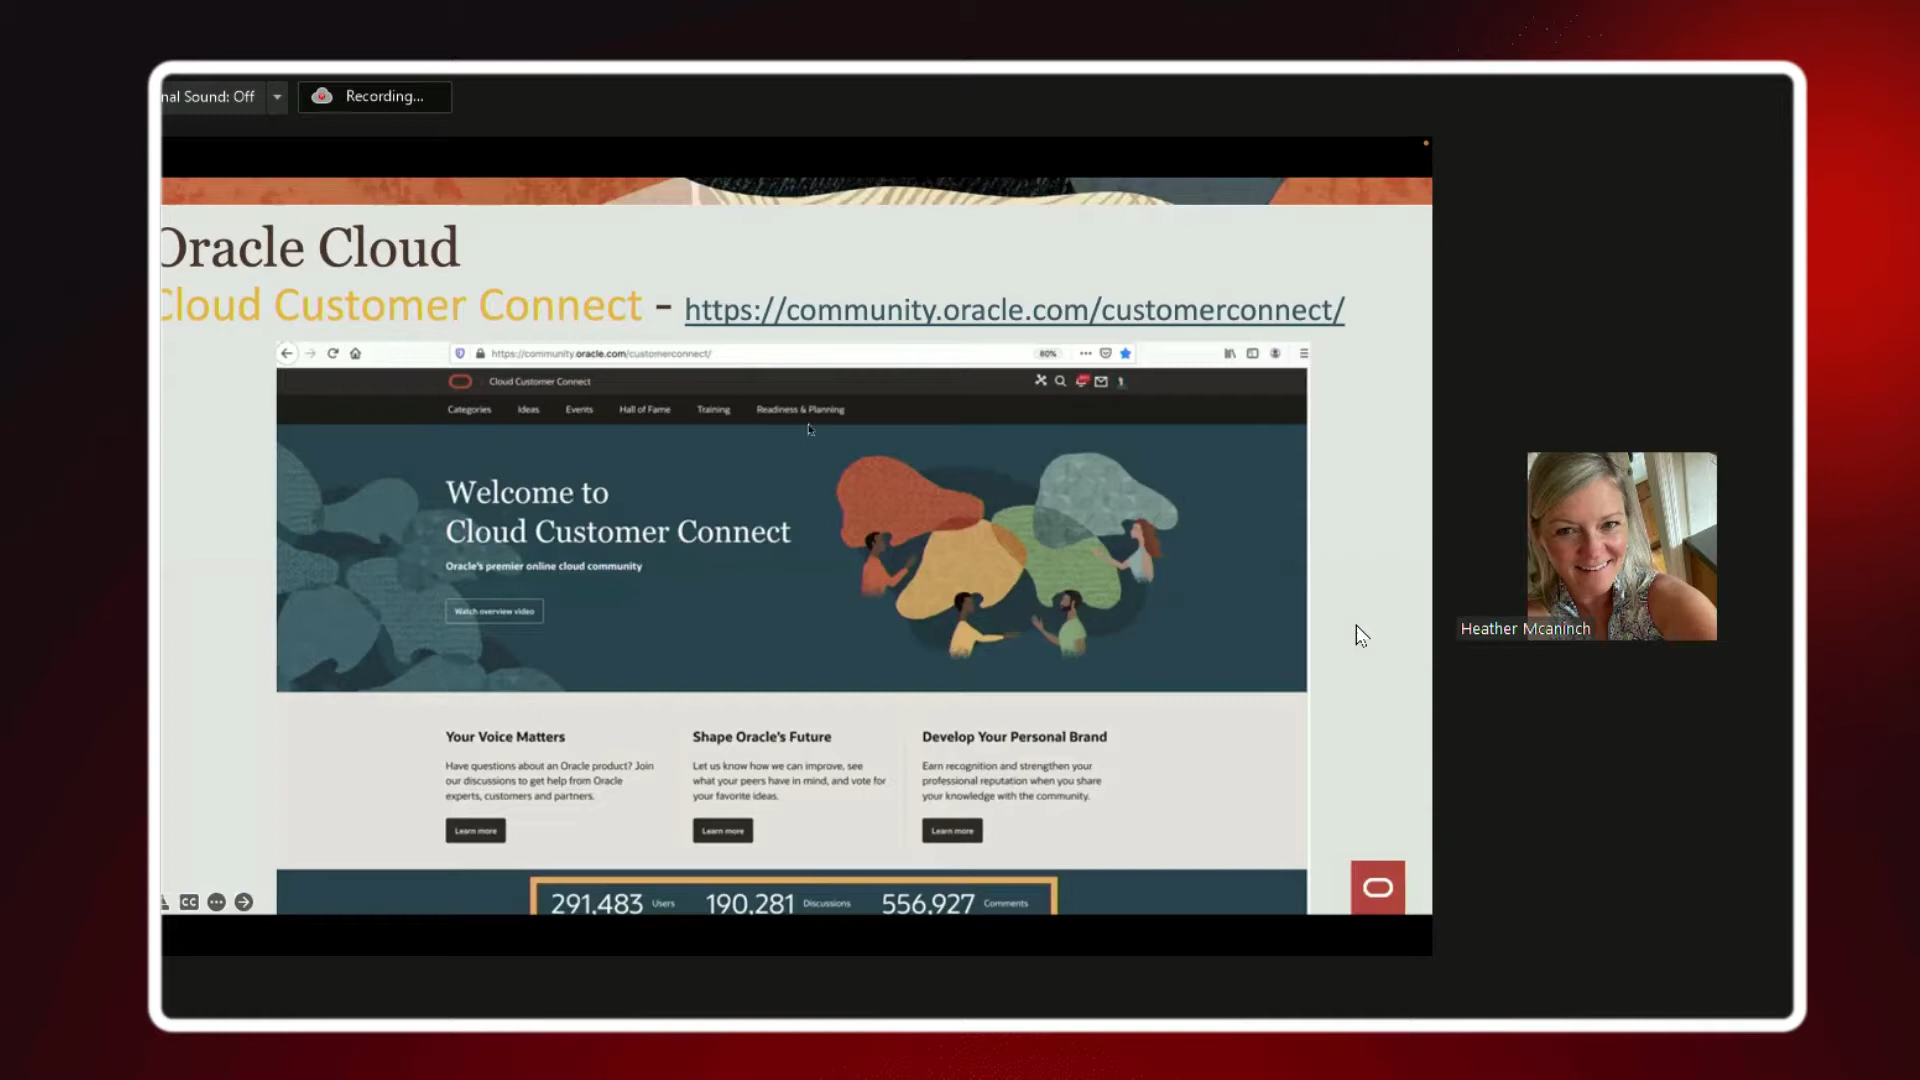 nal Sound: Off
Recording...
Oracle Cloud
Cloud Customer Connect – https://community.oracle.com/customerconnect/
https://community.oracle.com/customerconnect/
80%
Cloud Customer Connect
Categories Ideas Events Hall of Fame Training Readiness & Planning
Welcome to
Cloud Customer Connect
Oracle's premier online cloud community
Watch overview video
Heather Mcaninch
Your Voice Matters
Have questions about an Oracle product? Join
our discussions to get help from Oracle
experts, customers and partners.
Learn more
Shape Oracle's Future
Let us know how we can improve, see
what your peers have in mind, and vote for
your favorite ideas.
Learn more
Develop Your Personal Brand
Earn recognition and strengthen your
professional reputation when you share
your knowledge with the community.
Learn more
291,483 Users 190,281 Discussions 556,927 Comments
CC